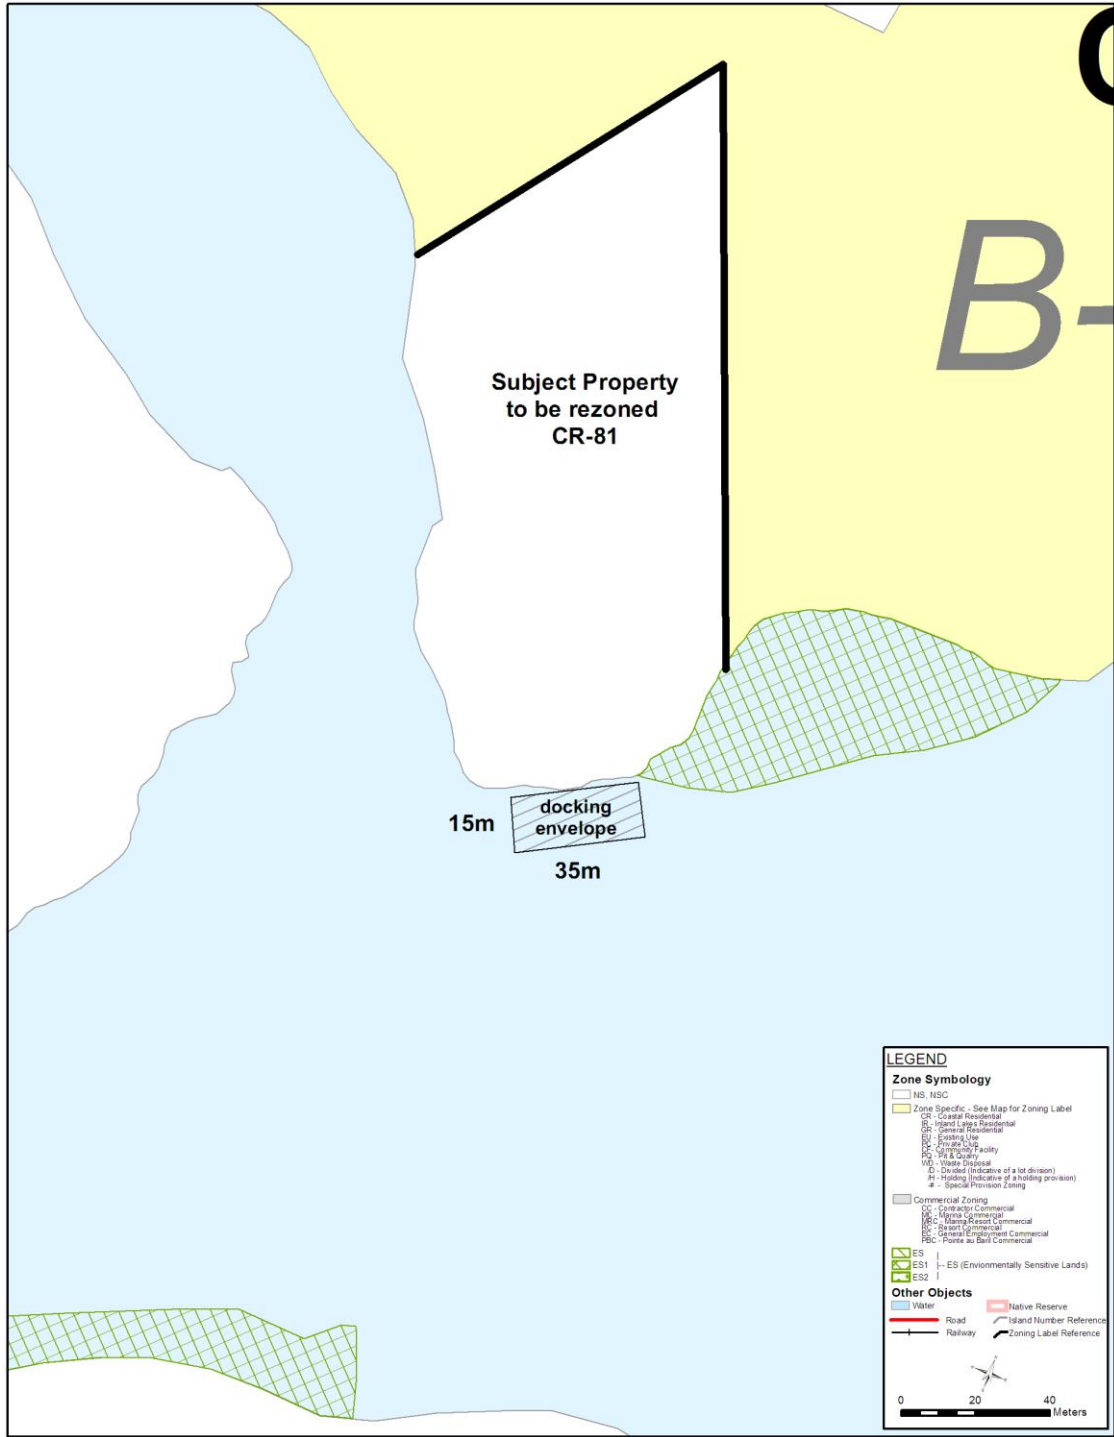 C
B-
Subject Property
to be rezoned
CR-81
docking
envelope
15m
35m
LEGEND
Zone Symbology
NS, NSC
Zone Specific - See Map for Zoning Label
CR - Coastal Residential
IR - Inland Lakes Residential
GR - General Residential
EU - Existing Use
PC - Private Club
CF- Community Facility
PQ - Pit & Quarry
WD - Waste Disposal
/D - Divided (Indicative of a lot division)
/H - Holding (Indicative of a holding provision)
-# - Special Provision Zoning
Commercial Zoning
CC - Contractor Commercial
MC - Marina Commercial
MRC - Marina/Resort Commercial
RC - Resort Commercial
EC - General Employment Commercial
PBC - Pointe au Baril Commercial
ES
ES1 |-- ES (Envionmentally Sensitive Lands)
ES2
Other Objects
Water
Native Reserve
Road
Island Number Reference
Railway
Zoning Label Reference
0 20 40
Meters